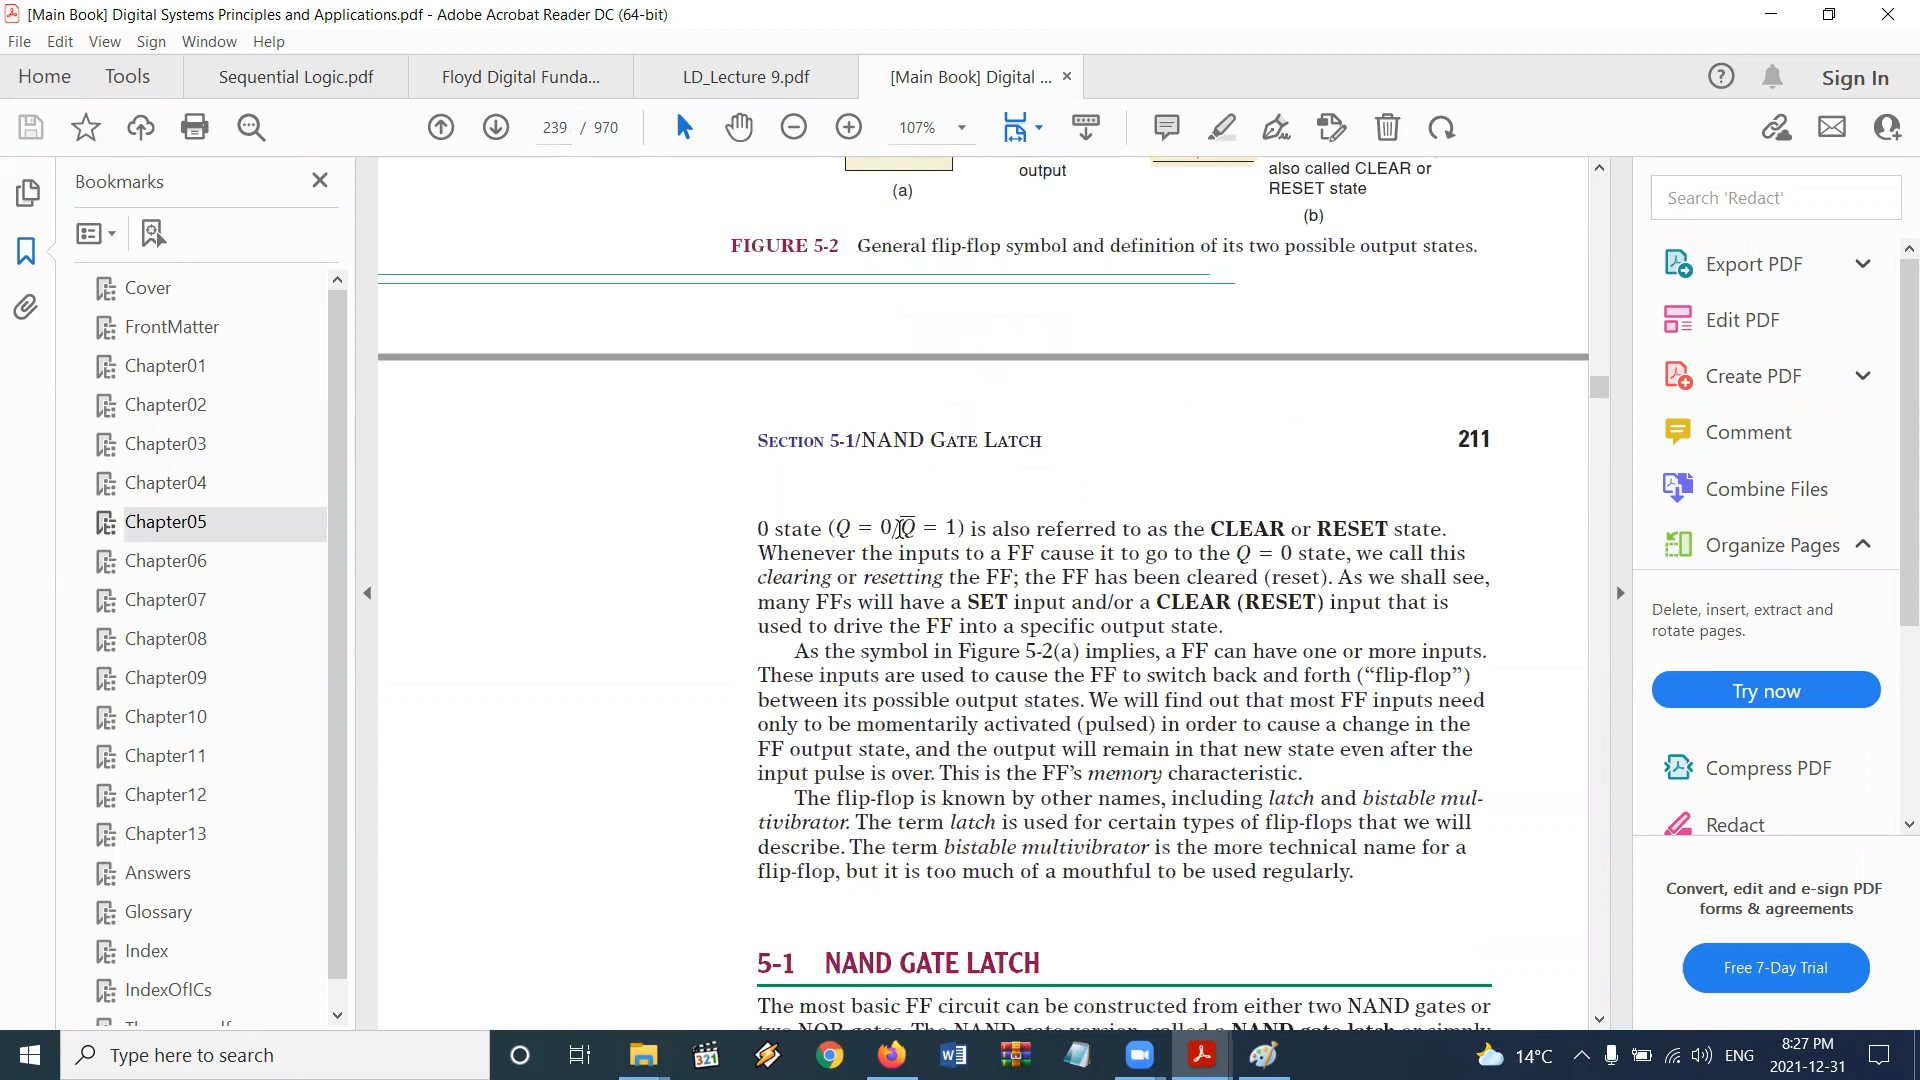 [Main Book] Digital Systems Principles and Applications.pdf - Adobe Acrobat Reader DC (64-bit)
File Edit View Sign Window Help
Home Tools Sequential Logic.pdf Floyd Digital Funda... LD_Lecture 9.pdf [Main Book] Digital ... × Sign In
239 / 970 107%
Bookmarks
Cover
FrontMatter
Chapter01
Chapter02
Chapter03
Chapter04
Chapter05
Chapter06
Chapter07
Chapter08
Chapter09
Chapter10
Chapter11
Chapter12
Chapter13
Answers
Glossary
Index
IndexOfICs
output
(a)
also called CLEAR or
RESET state
(b)
FIGURE 5-2 General flip-flop symbol and definition of its two possible output states.
SECTION 5-1/NAND GATE LATCH 211
0 state (Q = 0/Q̅ = 1) is also referred to as the CLEAR or RESET state.
Whenever the inputs to a FF cause it to go to the Q = 0 state, we call this
clearing or resetting the FF; the FF has been cleared (reset). As we shall see,
many FFs will have a SET input and/or a CLEAR (RESET) input that is
used to drive the FF into a specific output state.
As the symbol in Figure 5-2(a) implies, a FF can have one or more inputs.
These inputs are used to cause the FF to switch back and forth (“flip-flop”)
between its possible output states. We will find out that most FF inputs need
only to be momentarily activated (pulsed) in order to cause a change in the
FF output state, and the output will remain in that new state even after the
input pulse is over. This is the FF’s memory characteristic.
The flip-flop is known by other names, including latch and bistable mul-
tivibrator. The term latch is used for certain types of flip-flops that we will
describe. The term bistable multivibrator is the more technical name for a
flip-flop, but it is too much of a mouthful to be used regularly.
5-1 NAND GATE LATCH
The most basic FF circuit can be constructed from either two NAND gates or
two NOR gates. The NAND gate version, called a NAND gate latch or simply
Search 'Redact'
Export PDF
Edit PDF
Create PDF
Comment
Combine Files
Organize Pages
Delete, insert, extract and
rotate pages.
Try now
Compress PDF
Redact
Convert, edit and e-sign PDF
forms & agreements
Free 7-Day Trial
Type here to search
321
14°C ENG
8:27 PM
2021-12-31